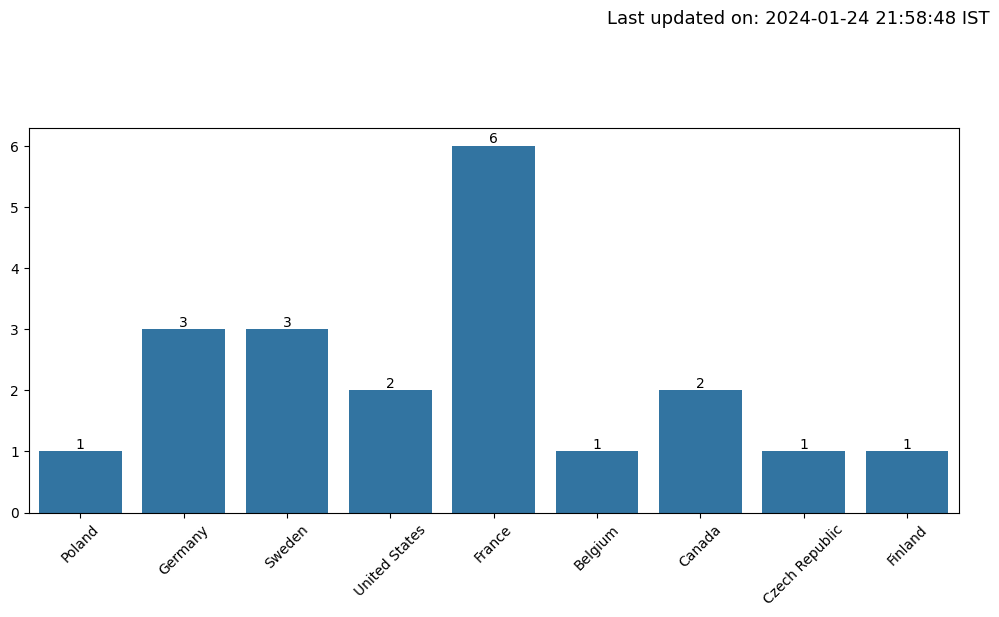 Last updated on: 2024-01-24 21:58:48 IST
6
5
4
3
2
1
0
1
3
3
2
6
1
2
1
1
Poland
Germany
Sweden
United States
France
Belgium
Canada
Czech Republic
Finland